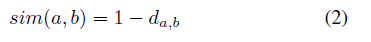 sim(a, b) = 1 − d_{a,b} (2)